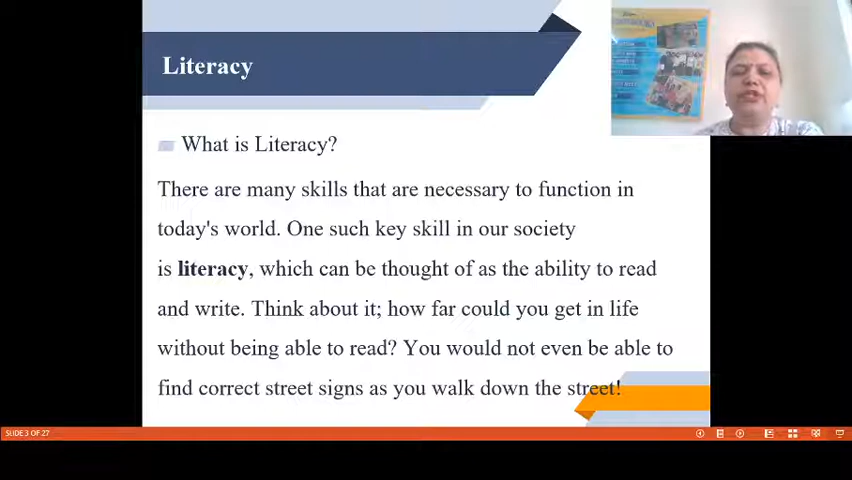 Literacy
What is Literacy?
There are many skills that are necessary to function in
today's world. One such key skill in our society
is literacy, which can be thought of as the ability to read
and write. Think about it; how far could you get in life
without being able to read? You would not even be able to
find correct street signs as you walk down the street!
SLIDE 3 OF 27